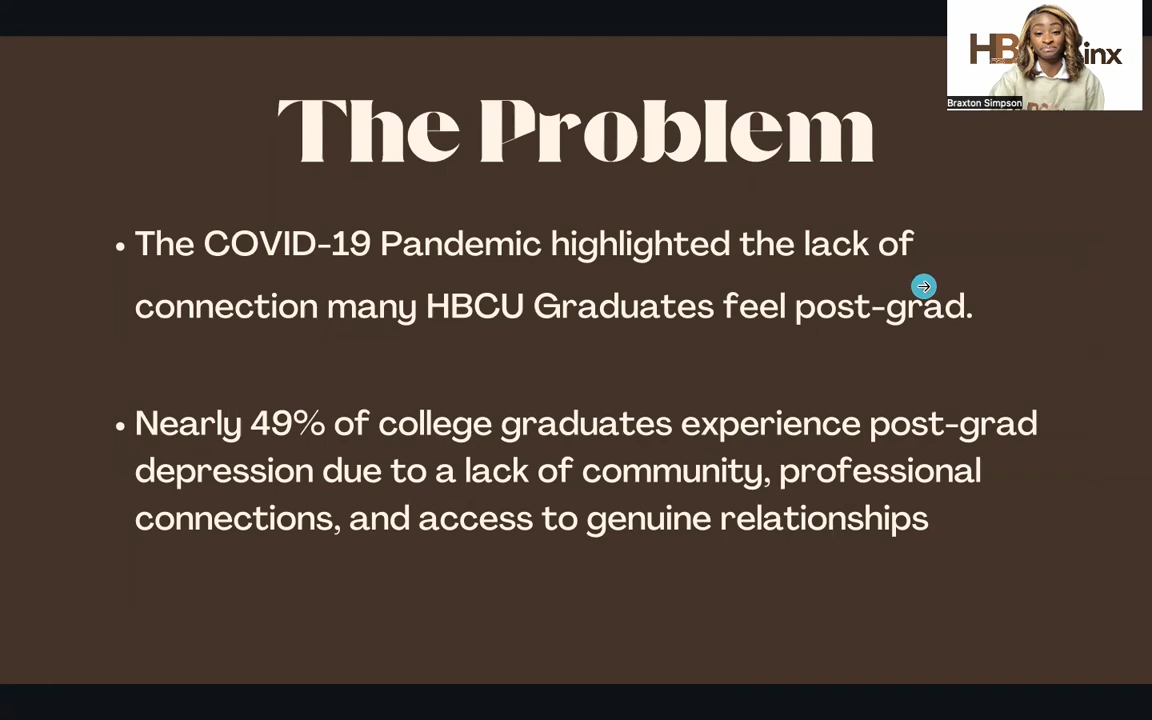 HB inx
Braxton Simpson
The Problem
• The COVID-19 Pandemic highlighted the lack of
connection many HBCU Graduates feel post-grad.
• Nearly 49% of college graduates experience post-grad
depression due to a lack of community, professional
connections, and access to genuine relationships